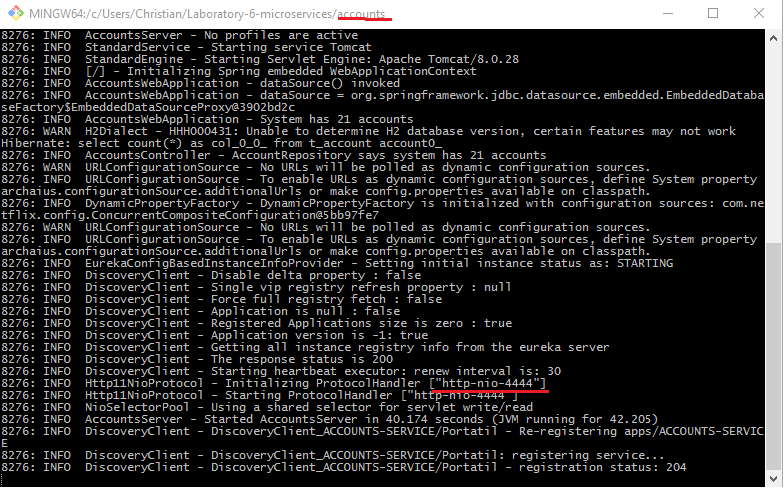 MINGW64:/c/Users/Christian/Laboratory-6-microservices/accounts
8276: INFO  AccountsServer - No profiles are active
8276: INFO  StandardService - Starting service Tomcat
8276: INFO  StandardEngine - Starting Servlet Engine: Apache Tomcat/8.0.28
8276: INFO  [/] - Initializing Spring embedded WebApplicationContext
8276: INFO  AccountsWebApplication - dataSource() invoked
8276: INFO  AccountsWebApplication - dataSource = org.springframework.jdbc.datasource.embedded.EmbeddedDataba
seFactory$EmbeddedDataSourceProxy@3902bd2c
8276: INFO  AccountsWebApplication - System has 21 accounts
8276: WARN  H2Dialect - HHH000431: Unable to determine H2 database version, certain features may not work
Hibernate: select count(*) as col_0_0_ from t_account account0_
8276: INFO  AccountsController - AccountRepository says system has 21 accounts
8276: WARN  URLConfigurationSource - No URLs will be polled as dynamic configuration sources.
8276: INFO  URLConfigurationSource - To enable URLs as dynamic configuration sources, define System property
archaius.configurationSource.additionalUrls or make config.properties available on classpath.
8276: INFO  DynamicPropertyFactory - DynamicPropertyFactory is initialized with configuration sources: com.ne
tflix.config.ConcurrentCompositeConfiguration@5bb97fe7
8276: WARN  URLConfigurationSource - No URLs will be polled as dynamic configuration sources.
8276: INFO  URLConfigurationSource - To enable URLs as dynamic configuration sources, define System property
archaius.configurationSource.additionalUrls or make config.properties available on classpath.
8276: INFO  EurekaConfigBasedInstanceInfoProvider - Setting initial instance status as: STARTING
8276: INFO  DiscoveryClient - Disable delta property : false
8276: INFO  DiscoveryClient - Single vip registry refresh property : null
8276: INFO  DiscoveryClient - Force full registry fetch : false
8276: INFO  DiscoveryClient - Application is null : false
8276: INFO  DiscoveryClient - Registered Applications size is zero : true
8276: INFO  DiscoveryClient - Application version is -1: true
8276: INFO  DiscoveryClient - Getting all instance registry info from the eureka server
8276: INFO  DiscoveryClient - The response status is 200
8276: INFO  DiscoveryClient - Starting heartbeat executor: renew interval is: 30
8276: INFO  Http11NioProtocol - Initializing ProtocolHandler ["http-nio-4444"]
8276: INFO  Http11NioProtocol - Starting ProtocolHandler ["http-nio-4444"]
8276: INFO  NioSelectorPool - Using a shared selector for servlet write/read
8276: INFO  AccountsServer - Started AccountsServer in 40.174 seconds (JVM running for 42.205)
8276: INFO  DiscoveryClient - DiscoveryClient_ACCOUNTS-SERVICE/Portatil - Re-registering apps/ACCOUNTS-SERVIC
E
8276: INFO  DiscoveryClient - DiscoveryClient_ACCOUNTS-SERVICE/Portatil: registering service...
8276: INFO  DiscoveryClient - DiscoveryClient_ACCOUNTS-SERVICE/Portatil - registration status: 204